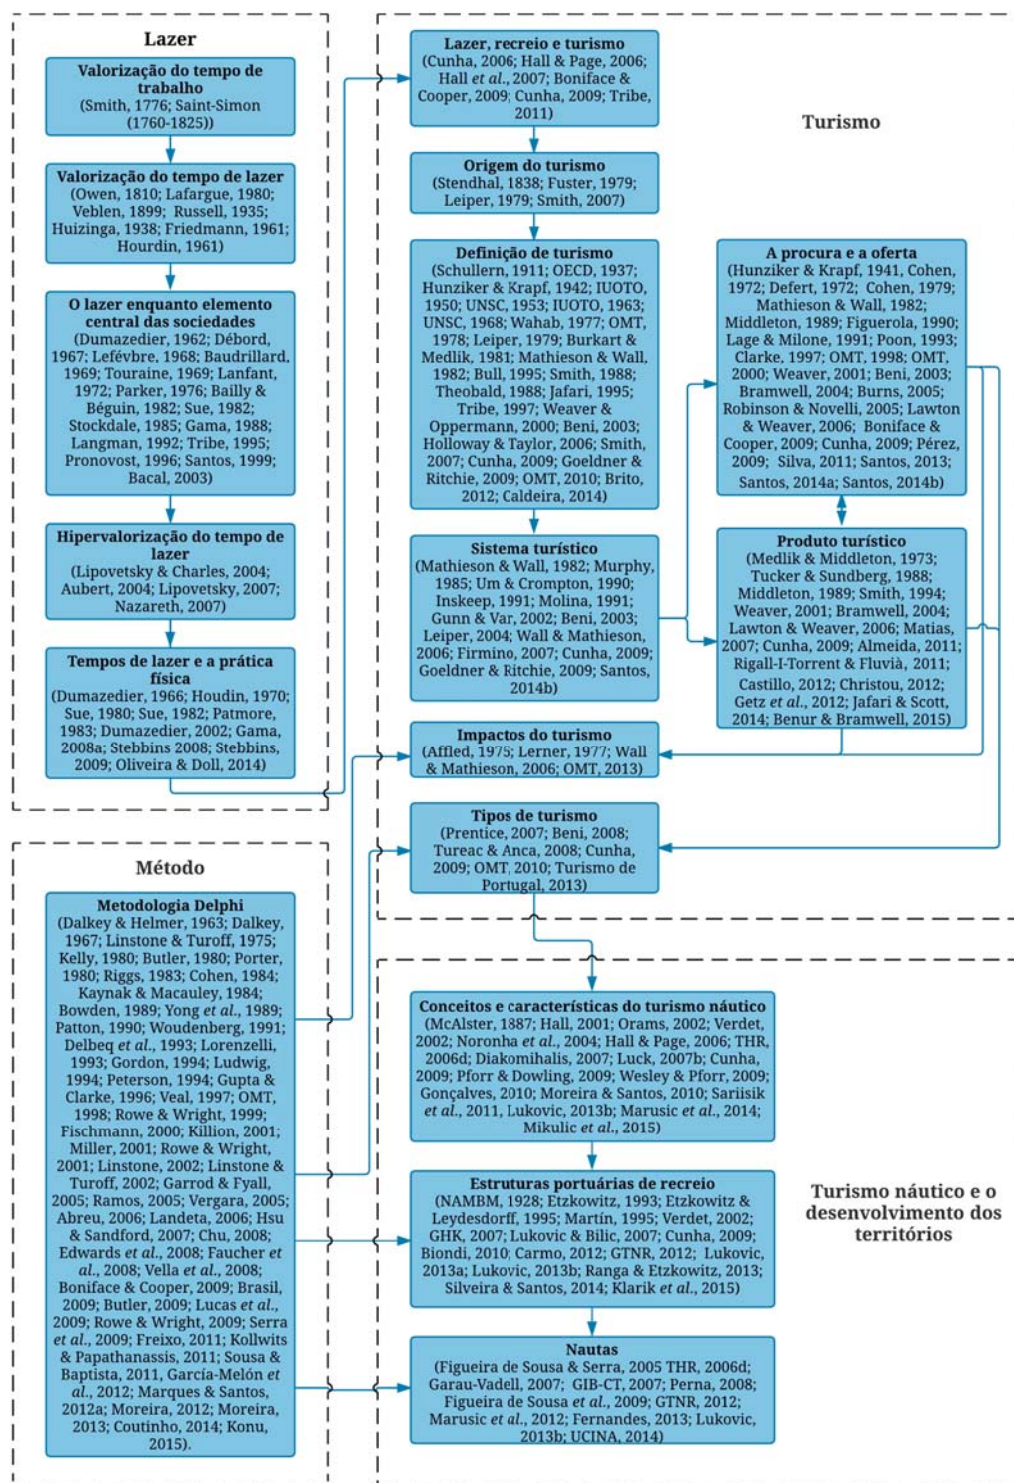 Lazer
Valorização do tempo de
trabalho
(Smith, 1776; Saint-Simon
(1760-1825))
Valorização do tempo de lazer
(Owen, 1810; Lafargue, 1980;
Veblen, 1899; Russell, 1935;
Huizinga, 1938; Friedmann, 1961;
Hourdin, 1961)
O lazer enquanto elemento
central das sociedades
(Dumazedier, 1962; Débord,
1967; Lefévbre, 1968; Baudrillard,
1969; Touraine, 1969; Lanfant,
1972; Parker, 1976; Bailly &
Béguin, 1982; Sue, 1982;
Stockdale, 1985; Gama, 1988;
Langman, 1992; Tribe, 1995;
Pronovost, 1996; Santos, 1999;
Bacal, 2003)
Hipervalorização do tempo de
lazer
(Lipovetsky & Charles, 2004;
Aubert, 2004; Lipovetsky, 2007;
Nazareth, 2007)
Tempos de lazer e a prática
física
(Dumazedier, 1966; Houdin, 1970;
Sue, 1980; Sue, 1982; Patmore,
1983; Dumazedier, 2002; Gama,
2008a; Stebbins 2008; Stebbins,
2009; Oliveira & Doll, 2014)
Turismo
Lazer, recreio e turismo
(Cunha, 2006; Hall & Page, 2006;
Hall et al., 2007; Boniface &
Cooper, 2009; Cunha, 2009; Tribe,
2011)
Origem do turismo
(Stendhal, 1838; Fuster, 1979;
Leiper, 1979; Smith, 2007)
Definição de turismo
(Schullern, 1911; OECD, 1937;
Hunziker & Krapf, 1942; IUOTO,
1950; UNSC, 1953; IUOTO, 1963;
UNSC, 1968; Wahab, 1977; OMT,
1978; Leiper, 1979; Burkart &
Medlik, 1981; Mathieson & Wall,
1982; Bull, 1995; Smith, 1988;
Theobald, 1988; Jafari, 1995;
Tribe, 1997; Weaver &
Oppermann, 2000; Beni, 2003;
Holloway & Taylor, 2006; Smith,
2007; Cunha, 2009; Goeldner &
Ritchie, 2009; OMT, 2010; Brito,
2012; Caldeira, 2014)
Sistema turístico
(Mathieson & Wall, 1982; Murphy,
1985; Um & Crompton, 1990;
Inskeep, 1991; Molina, 1991;
Gunn & Var, 2002; Beni, 2003;
Leiper, 2004; Wall & Mathieson,
2006; Firmino, 2007; Cunha, 2009;
Goeldner & Ritchie, 2009; Santos,
2014b)
A procura e a oferta
(Hunziker & Krapf, 1941, Cohen,
1972; Defert, 1972; Cohen, 1979;
Mathieson & Wall, 1982;
Middleton, 1989; Figuerola, 1990;
Lage & Milone, 1991; Poon, 1993;
Clarke, 1997; OMT, 1998; OMT,
2000; Weaver, 2001; Beni, 2003;
Bramwell, 2004; Burns, 2005;
Robinson & Novelli, 2005; Lawton
& Weaver, 2006; Boniface &
Cooper, 2009; Cunha, 2009; Pérez,
2009; Silva, 2011; Santos, 2013;
Santos, 2014a; Santos, 2014b)
Produto turístico
(Medlik & Middleton, 1973;
Tucker & Sundberg, 1988;
Middleton, 1989; Smith, 1994;
Weaver, 2001; Bramwell, 2004;
Lawton & Weaver, 2006; Matias,
2007; Cunha, 2009; Almeida, 2011;
Rigall-I-Torrent & Fluvià, 2011;
Castillo, 2012; Christou, 2012;
Getz et al., 2012; Jafari & Scott,
2014; Benur & Bramwell, 2015)
Impactos do turismo
(Affled, 1975; Lerner, 1977; Wall
& Mathieson, 2006; OMT, 2013)
Tipos de turismo
(Prentice, 2007; Beni, 2008;
Tureac & Anca, 2008; Cunha,
2009; OMT, 2010; Turismo de
Portugal, 2013)
Método
Metodologia Delphi
(Dalkey & Helmer, 1963; Dalkey,
1967; Linstone & Turoff, 1975;
Kelly, 1980; Butler, 1980; Porter,
1980; Riggs, 1983; Cohen, 1984;
Kaynak & Macauley, 1984;
Bowden, 1989; Yong et al., 1989;
Patton, 1990; Woudenberg, 1991;
Delbeq et al., 1993; Lorenzelli,
1993; Gordon, 1994; Ludwig,
1994; Peterson, 1994; Gupta &
Clarke, 1996; Veal, 1997; OMT,
1998; Rowe & Wright, 1999;
Fischmann, 2000; Killion, 2001;
Miller, 2001; Rowe & Wright,
2001; Linstone, 2002; Linstone &
Turoff, 2002; Garrod & Fyall,
2005; Ramos, 2005; Vergara, 2005;
Abreu, 2006; Landeta, 2006; Hsu
& Sandford, 2007; Chu, 2008;
Edwards et al., 2008; Faucher et
al., 2008; Vella et al., 2008;
Boniface & Cooper, 2009; Brasil,
2009; Butler, 2009; Lucas et al.,
2009; Rowe & Wright, 2009; Serra
et al., 2009; Freixo, 2011; Kollwits
& Papathanassis, 2011; Sousa &
Baptista, 2011, García-Melón et
al., 2012; Marques & Santos,
2012a; Moreira, 2012; Moreira,
2013; Coutinho, 2014; Konu,
2015).
Conceitos e características do turismo náutico
(McAlster, 1887; Hall, 2001; Orams, 2002; Verdet,
2002; Noronha et al., 2004; Hall & Page, 2006; THR,
2006d; Diakomihalis, 2007; Luck, 2007b; Cunha,
2009; Pforr & Dowling, 2009; Wesley & Pforr, 2009;
Gonçalves, 2010; Moreira & Santos, 2010; Sariisik
et al., 2011, Lukovic, 2013b; Marusic et al., 2014;
Mikulic et al., 2015)
Estruturas portuárias de recreio
(NAMBM, 1928; Etzkowitz, 1993; Etzkowitz &
Leydesdorff, 1995; Martín, 1995; Verdet, 2002;
GHK, 2007; Lukovic & Bilic, 2007; Cunha, 2009;
Biondi, 2010; Carmo, 2012; GTNR, 2012; Lukovic,
2013a; Lukovic, 2013b; Ranga & Etzkowitz, 2013;
Silveira & Santos, 2014; Klarik et al., 2015)
Nautas
(Figueira de Sousa & Serra, 2005 THR, 2006d;
Garau-Vadell, 2007; GIB-CT, 2007; Perna, 2008;
Figueira de Sousa et al., 2009; GTNR, 2012;
Marusic et al., 2012; Fernandes, 2013; Lukovic,
2013b; UCINA, 2014)
Turismo náutico e o
desenvolvimento dos
territórios